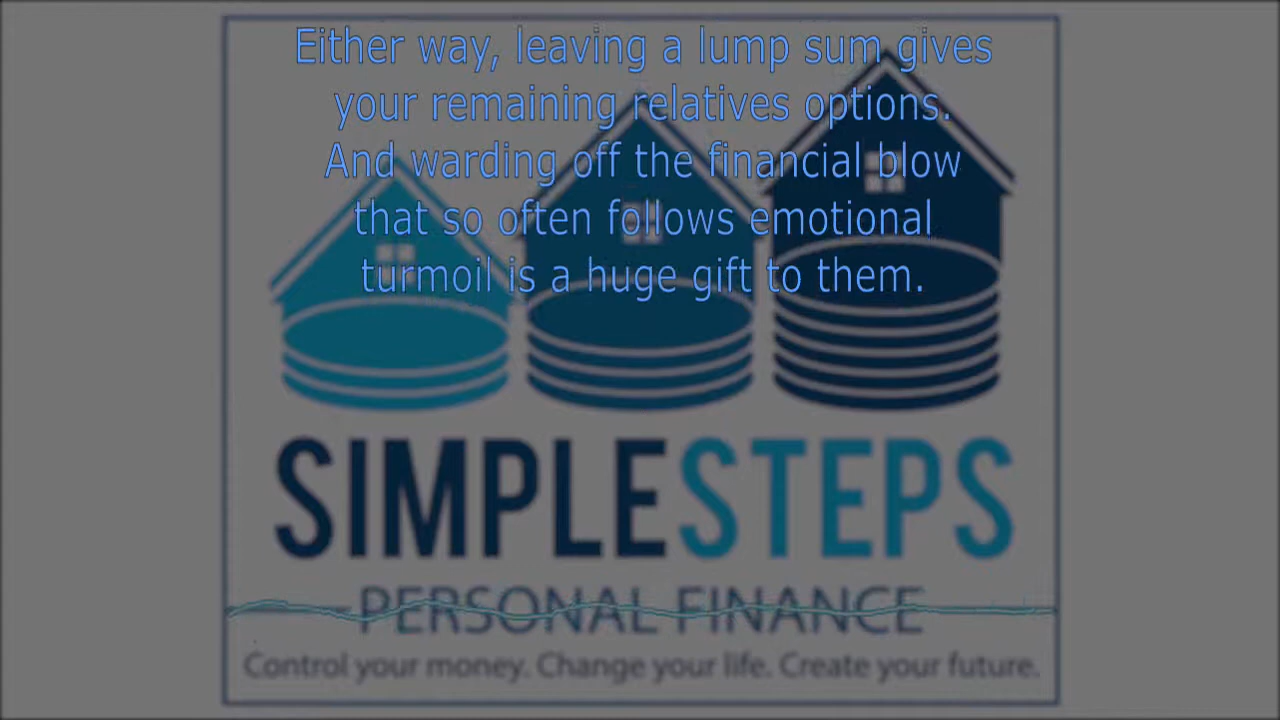 Either way, leaving a lump sum gives
your remaining relatives options.
And warding off the financial blow
that so often follows emotional
turmoil is a huge gift to them.
SIMPLESTEPS
PERSONAL FINANCE
Control your money. Change your life. Create your future.